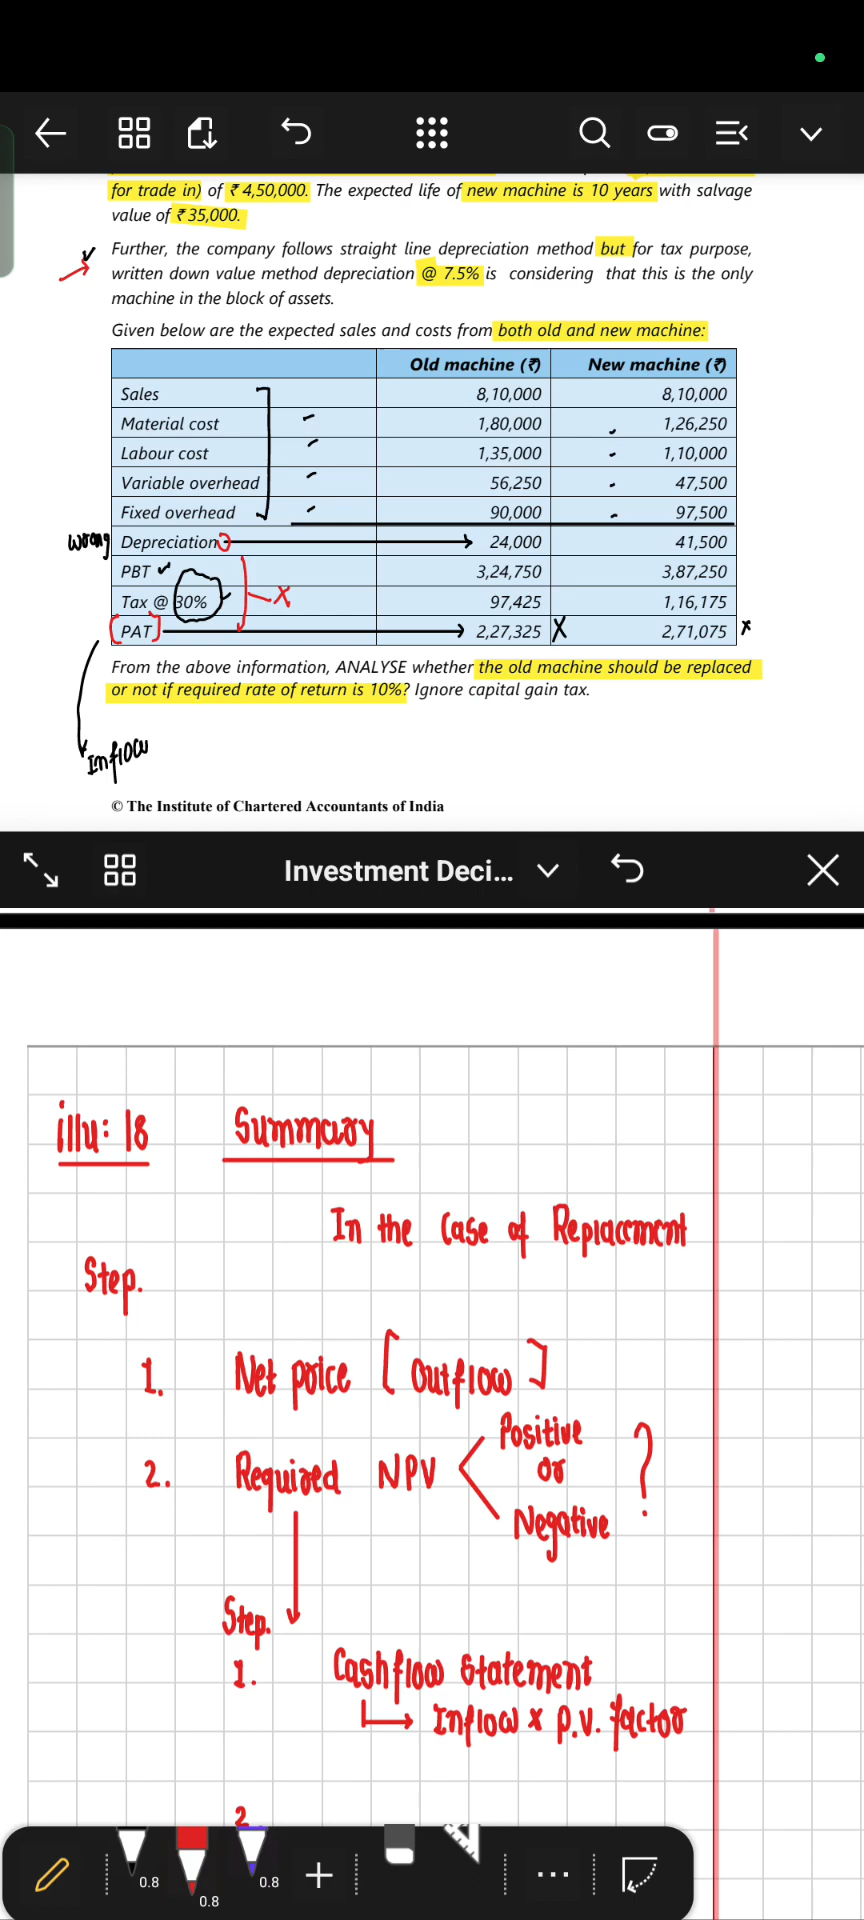 for trade in) of ₹ 4,50,000. The expected life of new machine is 10 years with salvage
value of ₹ 35,000.
Further, the company follows straight line depreciation method but for tax purpose,
written down value method depreciation @ 7.5% is considering that this is the only
machine in the block of assets.
Given below are the expected sales and costs from both old and new machine:
Old machine (₹) New machine (₹)
Sales 8,10,000 8,10,000
Material cost 1,80,000 1,26,250
Labour cost 1,35,000 1,10,000
Variable overhead 56,250 47,500
Fixed overhead 90,000 97,500
wrong Depreciation 24,000 41,500
PBT 3,24,750 3,87,250
Tax @ 30% X 97,425 1,16,175
[PAT] 2,27,325 X 2,71,075 x
From the above information, ANALYSE whether the old machine should be replaced
or not if required rate of return is 10%? Ignore capital gain tax.
Inflow
© The Institute of Chartered Accountants of India
Investment Deci...
illu: 18 Summary
In the Case of Replacement
Step.
1. Net price [Outflow]
2. Required NPV Positive or Negative ?
Step.
1. Cashflow Statement
Inflow x p.v. factor
2
0.8 0.8 0.8